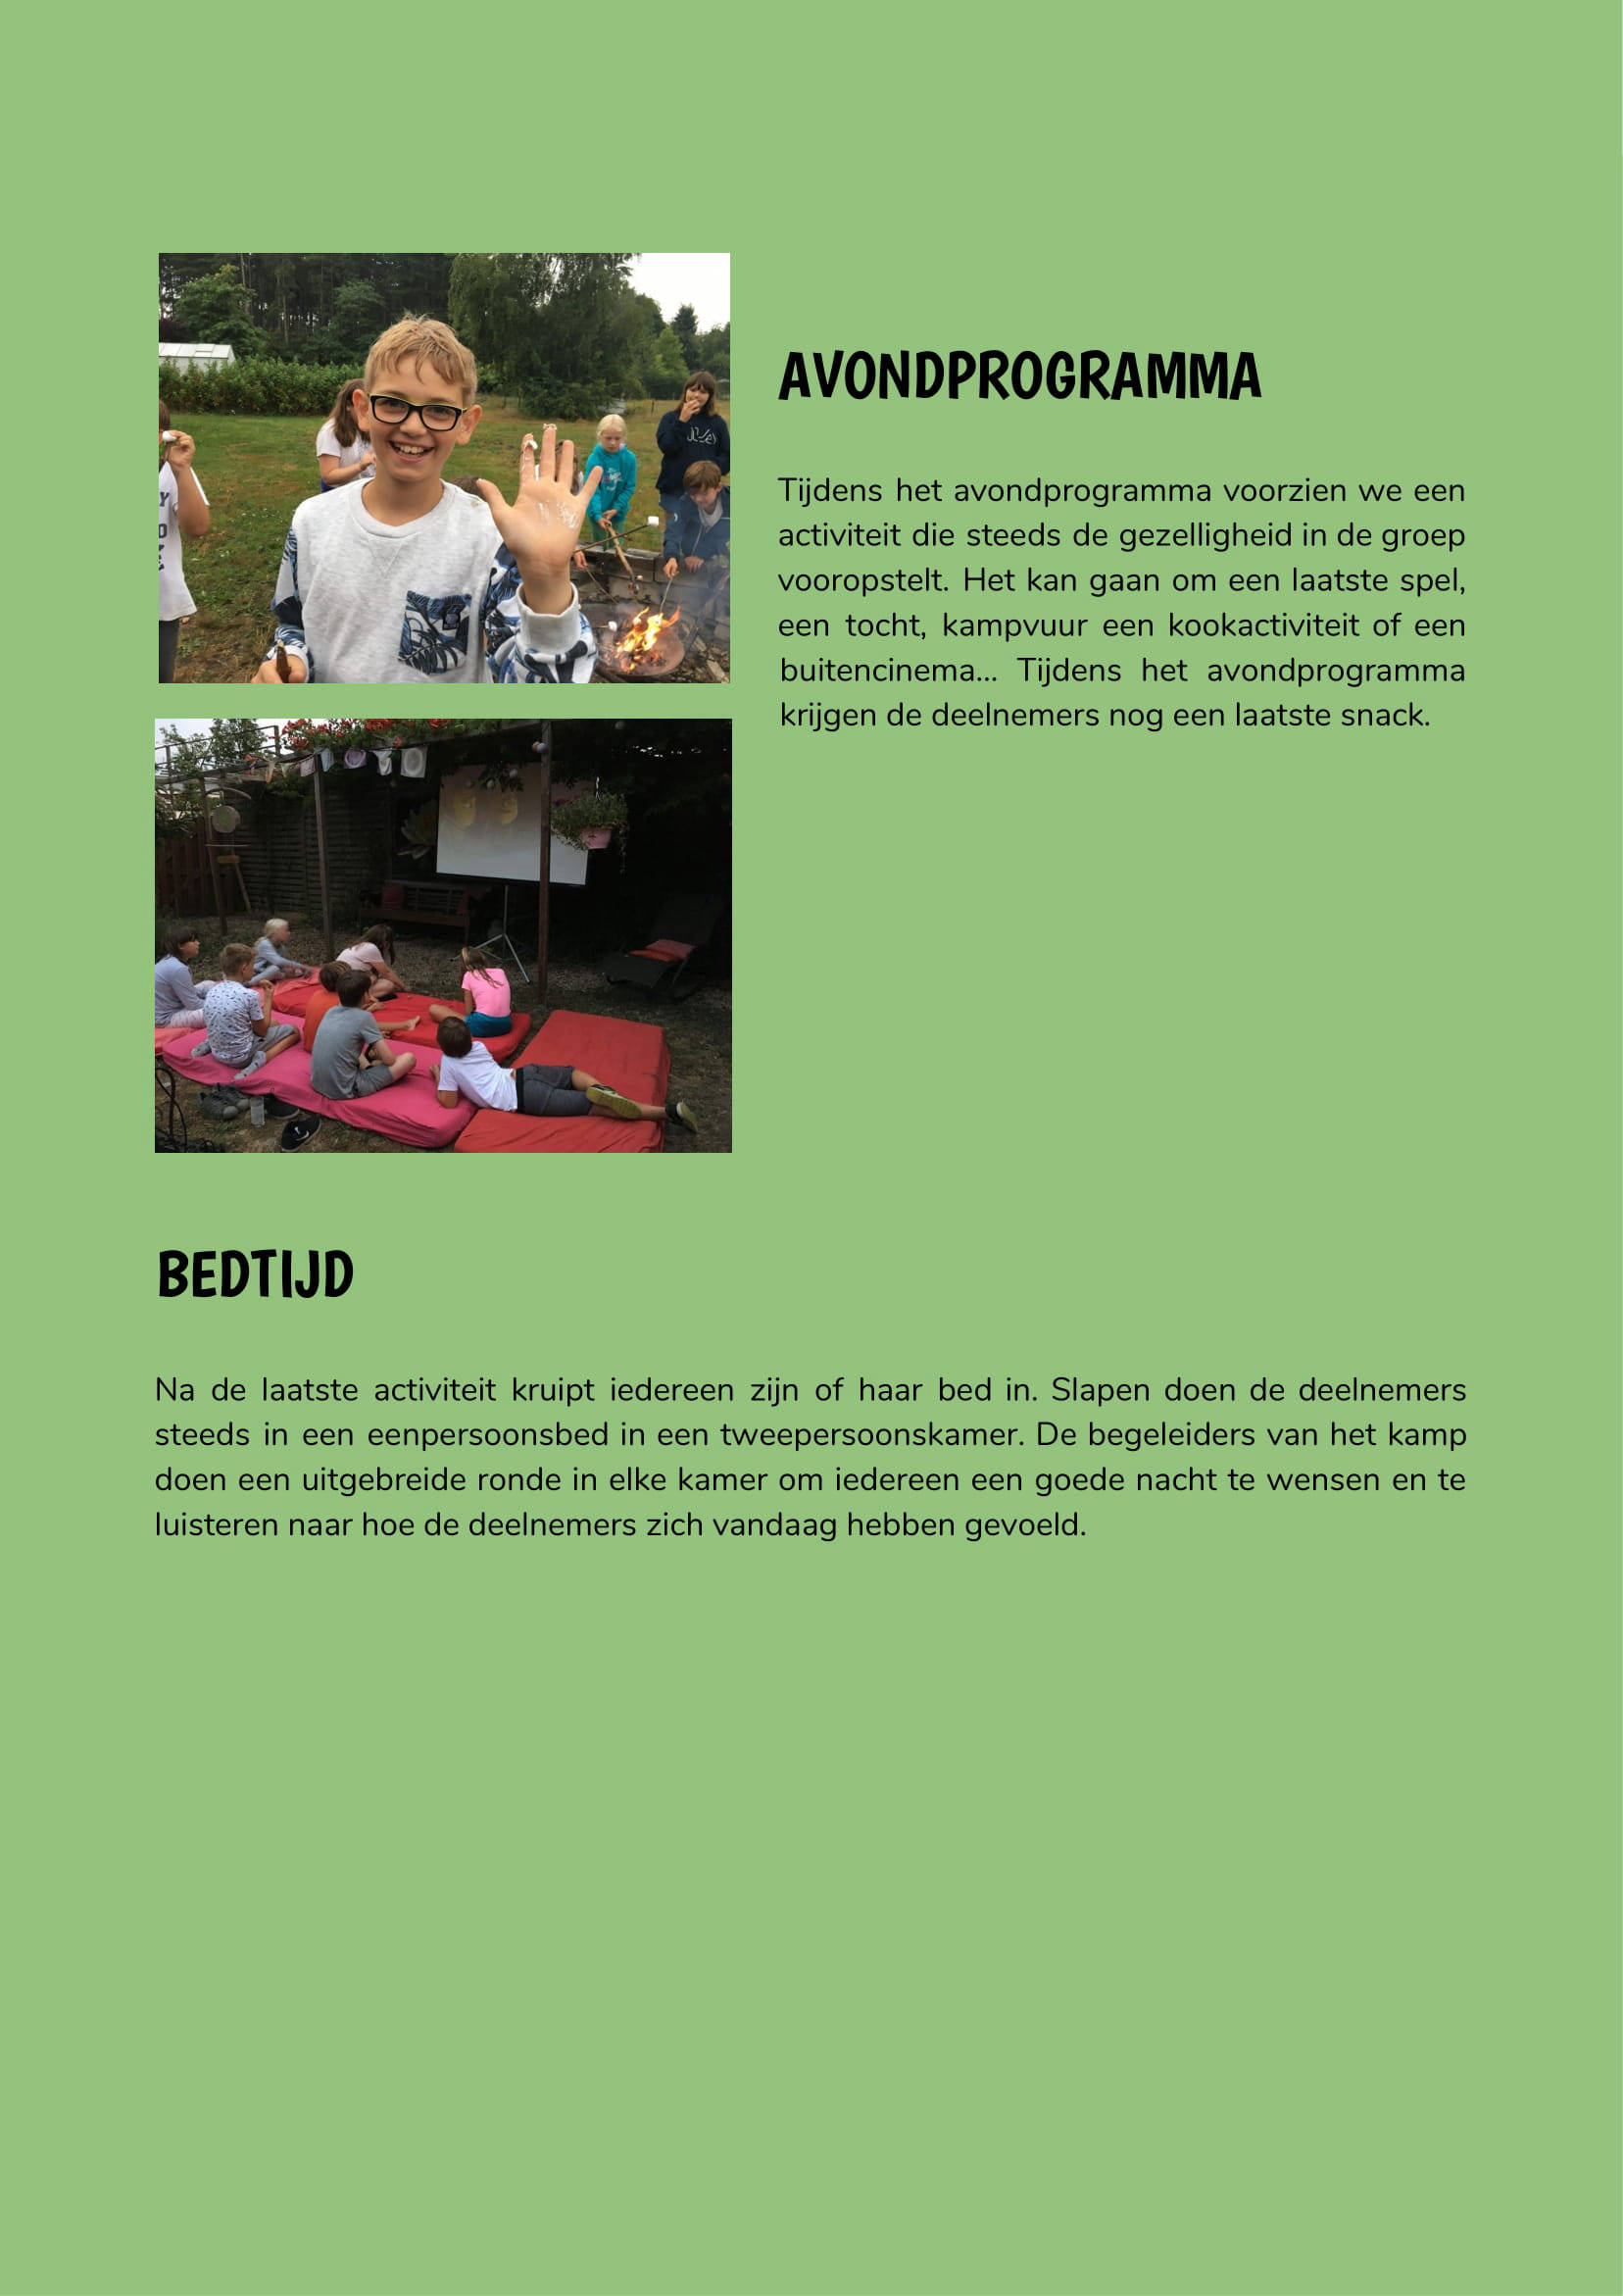 AVONDPROGRAMMA
Tijdens het avondprogramma voorzien we een
activiteit die steeds de gezelligheid in de groep
vooropstelt. Het kan gaan om een laatste spel,
een tocht, kampvuur een kookactiviteit of een
buitencinema... Tijdens het avondprogramma
krijgen de deelnemers nog een laatste snack.
BEDTIJD
Na de laatste activiteit kruipt iedereen zijn of haar bed in. Slapen doen de deelnemers
steeds in een eenpersoonsbed in een tweepersoonskamer. De begeleiders van het kamp
doen een uitgebreide ronde in elke kamer om iedereen een goede nacht te wensen en te
luisteren naar hoe de deelnemers zich vandaag hebben gevoeld.